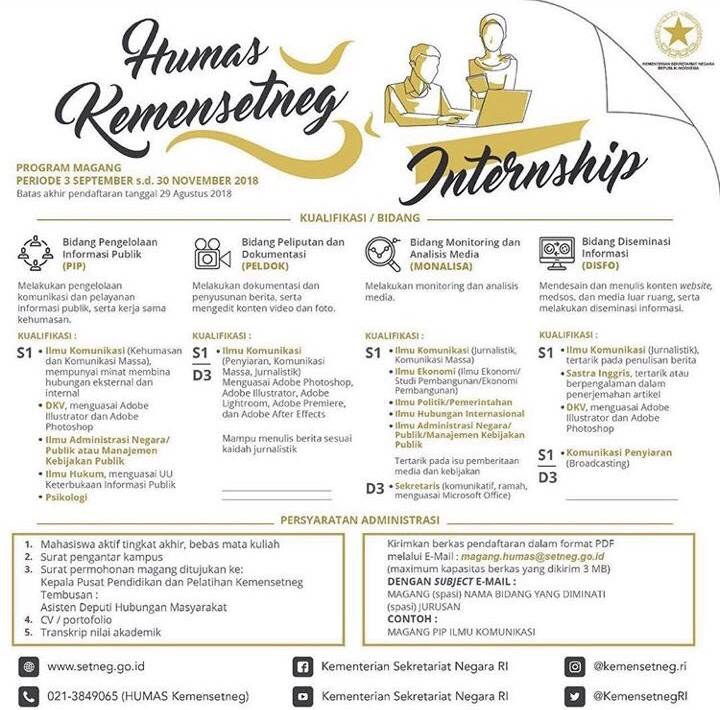 Humas
Kemensetneg
Internship
KEMENTERIAN SEKRETARIAT NEGARA
REPUBLIK INDONESIA
PROGRAM MAGANG
PERIODE 3 SEPTEMBER s.d. 30 NOVEMBER 2018
Batas akhir pendaftaran tanggal 29 Agustus 2018
KUALIFIKASI / BIDANG
Bidang Pengelolaan
Informasi Publik
(PIP)
Melakukan pengelolaan
komunikasi dan pelayanan
informasi publik, serta kerja sama
kehumasan.
KUALIFIKASI :
S1 • Ilmu Komunikasi (Kehumasan
dan Komunikasi Massa),
mempunyai minat membina
hubungan eksternal dan
internal
• DKV, menguasai Adobe
Illustrator dan Adobe
Photoshop
• Ilmu Administrasi Negara/
Publik atau Manajemen
Kebijakan Publik
• Ilmu Hukum, menguasai UU
Keterbukaan Informasi Publik
• Psikologi
Bidang Peliputan dan
Dokumentasi
(PELDOK)
Melakukan dokumentasi dan
penyusunan berita, serta
mengedit konten video dan foto.
KUALIFIKASI :
S1
D3
• Ilmu Komunikasi
(Penyiaran, Komunikasi
Massa, Jurnalistik)
Menguasai Adobe Photoshop,
Adobe Illustrator, Adobe
Lightroom, Adobe Premiere,
dan Adobe After Effects
Mampu menulis berita sesuai
kaidah jurnalistik
Bidang Monitoring dan
Analisis Media
(MONALISA)
Melakukan monitoring dan analisis
media.
KUALIFIKASI :
S1 • Ilmu Komunikasi (Jurnalistik,
Komunikasi Massa)
• Ilmu Ekonomi (Ilmu Ekonomi/
Studi Pembangunan/Ekonomi
Pembangunan)
• Ilmu Politik/Pemerintahan
• Ilmu Hubungan Internasional
• Ilmu Administrasi Negara/
Publik/Manajemen Kebijakan
Publik
Tertarik pada isu pemberitaan
media dan kebijakan
D3 • Sekretaris (komunikatif, ramah,
menguasai Microsoft Office)
Bidang Diseminasi
Informasi
(DISFO)
Mendesain dan menulis konten website,
medsos, dan media luar ruang, serta
melakukan diseminasi informasi.
KUALIFIKASI :
S1 • Ilmu Komunikasi (Jurnalistik),
tertarik pada penulisan berita
• Sastra Inggris, tertarik atau
berpengalaman dalam
penerjemahan artikel
• DKV, menguasai Adobe
Illustrator dan Adobe
Photoshop
S1
D3
• Komunikasi Penyiaran
(Broadcasting)
PERSYARATAN ADMINISTRASI
1. Mahasiswa aktif tingkat akhir, bebas mata kuliah
2. Surat pengantar kampus
3. Surat permohonan magang ditujukan ke:
Kepala Pusat Pendidikan dan Pelatihan Kemensetneg
Tembusan :
Asisten Deputi Hubungan Masyarakat
4. CV / portofolio
5. Transkrip nilai akademik
Kirimkan berkas pendaftaran dalam format PDF
melalui E-Mail : magang.humas@setneg.go.id
(maximum kapasitas berkas yang dikirim 3 MB)
DENGAN SUBJECT E-MAIL :
MAGANG (spasi) NAMA BIDANG YANG DIMINATI
(spasi) JURUSAN
CONTOH :
MAGANG PIP ILMU KOMUNIKASI
www.setneg.go.id
Kementerian Sekretariat Negara RI
@kemensetneg.ri
021-3849065 (HUMAS Kemensetneg)
Kementerian Sekretariat Negara RI
@KemensetnegRI